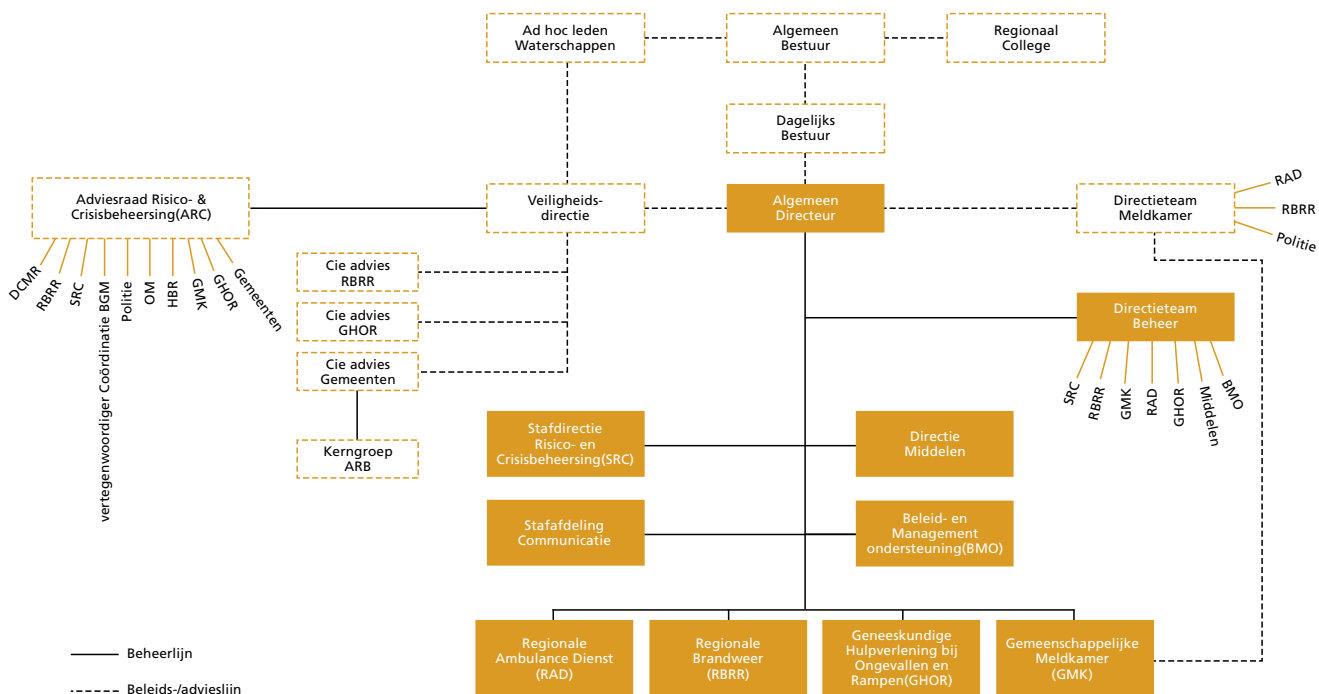 Ad hoc leden
Waterschappen
Algemeen
Bestuur
Regionaal
College
Dagelijks
Bestuur
Adviesraad Risico- &
Crisisbeheersing(ARC)
Veiligheids-
directie
Algemeen
Directeur
Directieteam
Meldkamer
RAD
RBRR
Politie
DCMR
RBRR
SRC
vertegenwoordiger Coördinatie BGM
Politie
OM
HBR
GMK
GHOR
Gemeenten
Cie advies
RBRR
Cie advies
GHOR
Cie advies
Gemeenten
Kerngroep
ARB
Directieteam
Beheer
SRC
RBRR
GMK
RAD
GHOR
Middelen
BMO
Stafdirectie
Risico- en
Crisisbeheersing(SRC)
Directie
Middelen
Stafafdeling
Communicatie
Beleid- en
Management
ondersteuning(BMO)
Regionale
Ambulance Dienst
(RAD)
Regionale
Brandweer
(RBRR)
Geneeskundige
Hulpverlening bij
Ongevallen en
Rampen(GHOR)
Gemeenschappelijke
Meldkamer
(GMK)
Beheerlijn
Beleids-/advieslijn